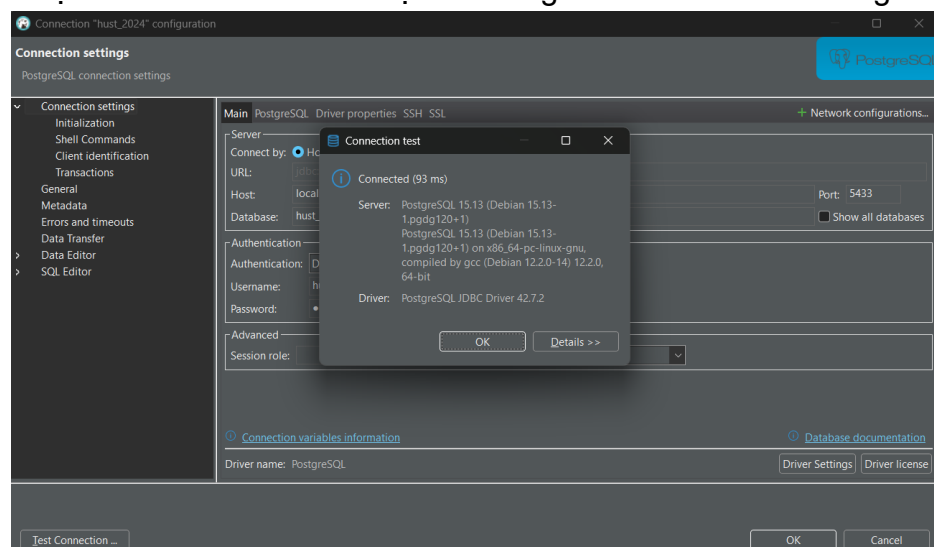 Connection "hust_2024" configuration
Connection settings
PostgreSQL connection settings
PostgreSQL
Connection settings
Initialization
Shell Commands
Client identification
Transactions
General
Metadata
Errors and timeouts
Data Transfer
Data Editor
SQL Editor
Main PostgreSQL Driver properties SSH SSL
+ Network configurations...
Server
Connect by: Ho
URL: jdbc
Host: local
Port: 5433
Database: hust_
Show all databases
Authentication
Authentication: D
Username: h
Password: •
Advanced
Session role:
Connection test
Connected (93 ms)
Server: PostgreSQL 15.13 (Debian 15.13-
1.pgdg120+1)
PostgreSQL 15.13 (Debian 15.13-
1.pgdg120+1) on x86_64-pc-linux-gnu,
compiled by gcc (Debian 12.2.0-14) 12.2.0,
64-bit
Driver: PostgreSQL JDBC Driver 42.7.2
OK
Details >>
Connection variables information
Database documentation
Driver name: PostgreSQL
Driver Settings
Driver license
Test Connection ...
OK
Cancel